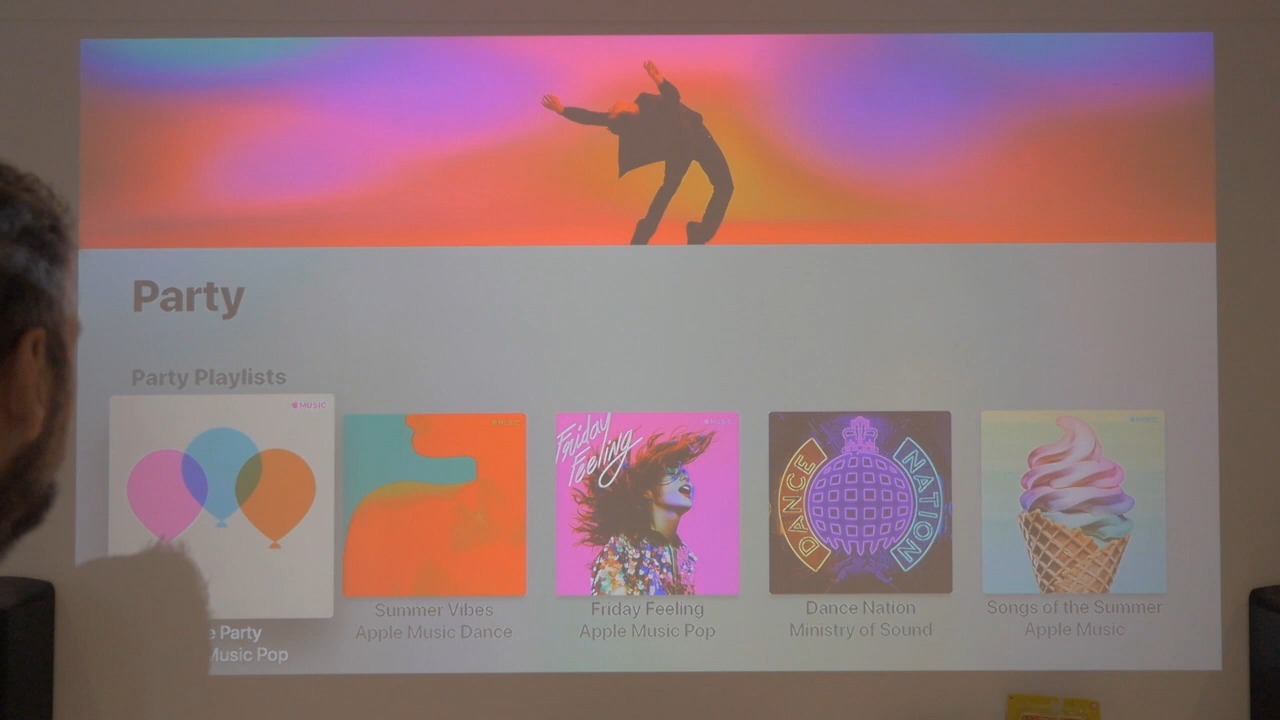 Party
Party Playlists
MUSIC
MUSIC
Friday
Feeling
DANCE
NATION
e Party
Music Pop
Summer Vibes
Apple Music Dance
Friday Feeling
Apple Music Pop
Dance Nation
Ministry of Sound
Songs of the Summer
Apple Music